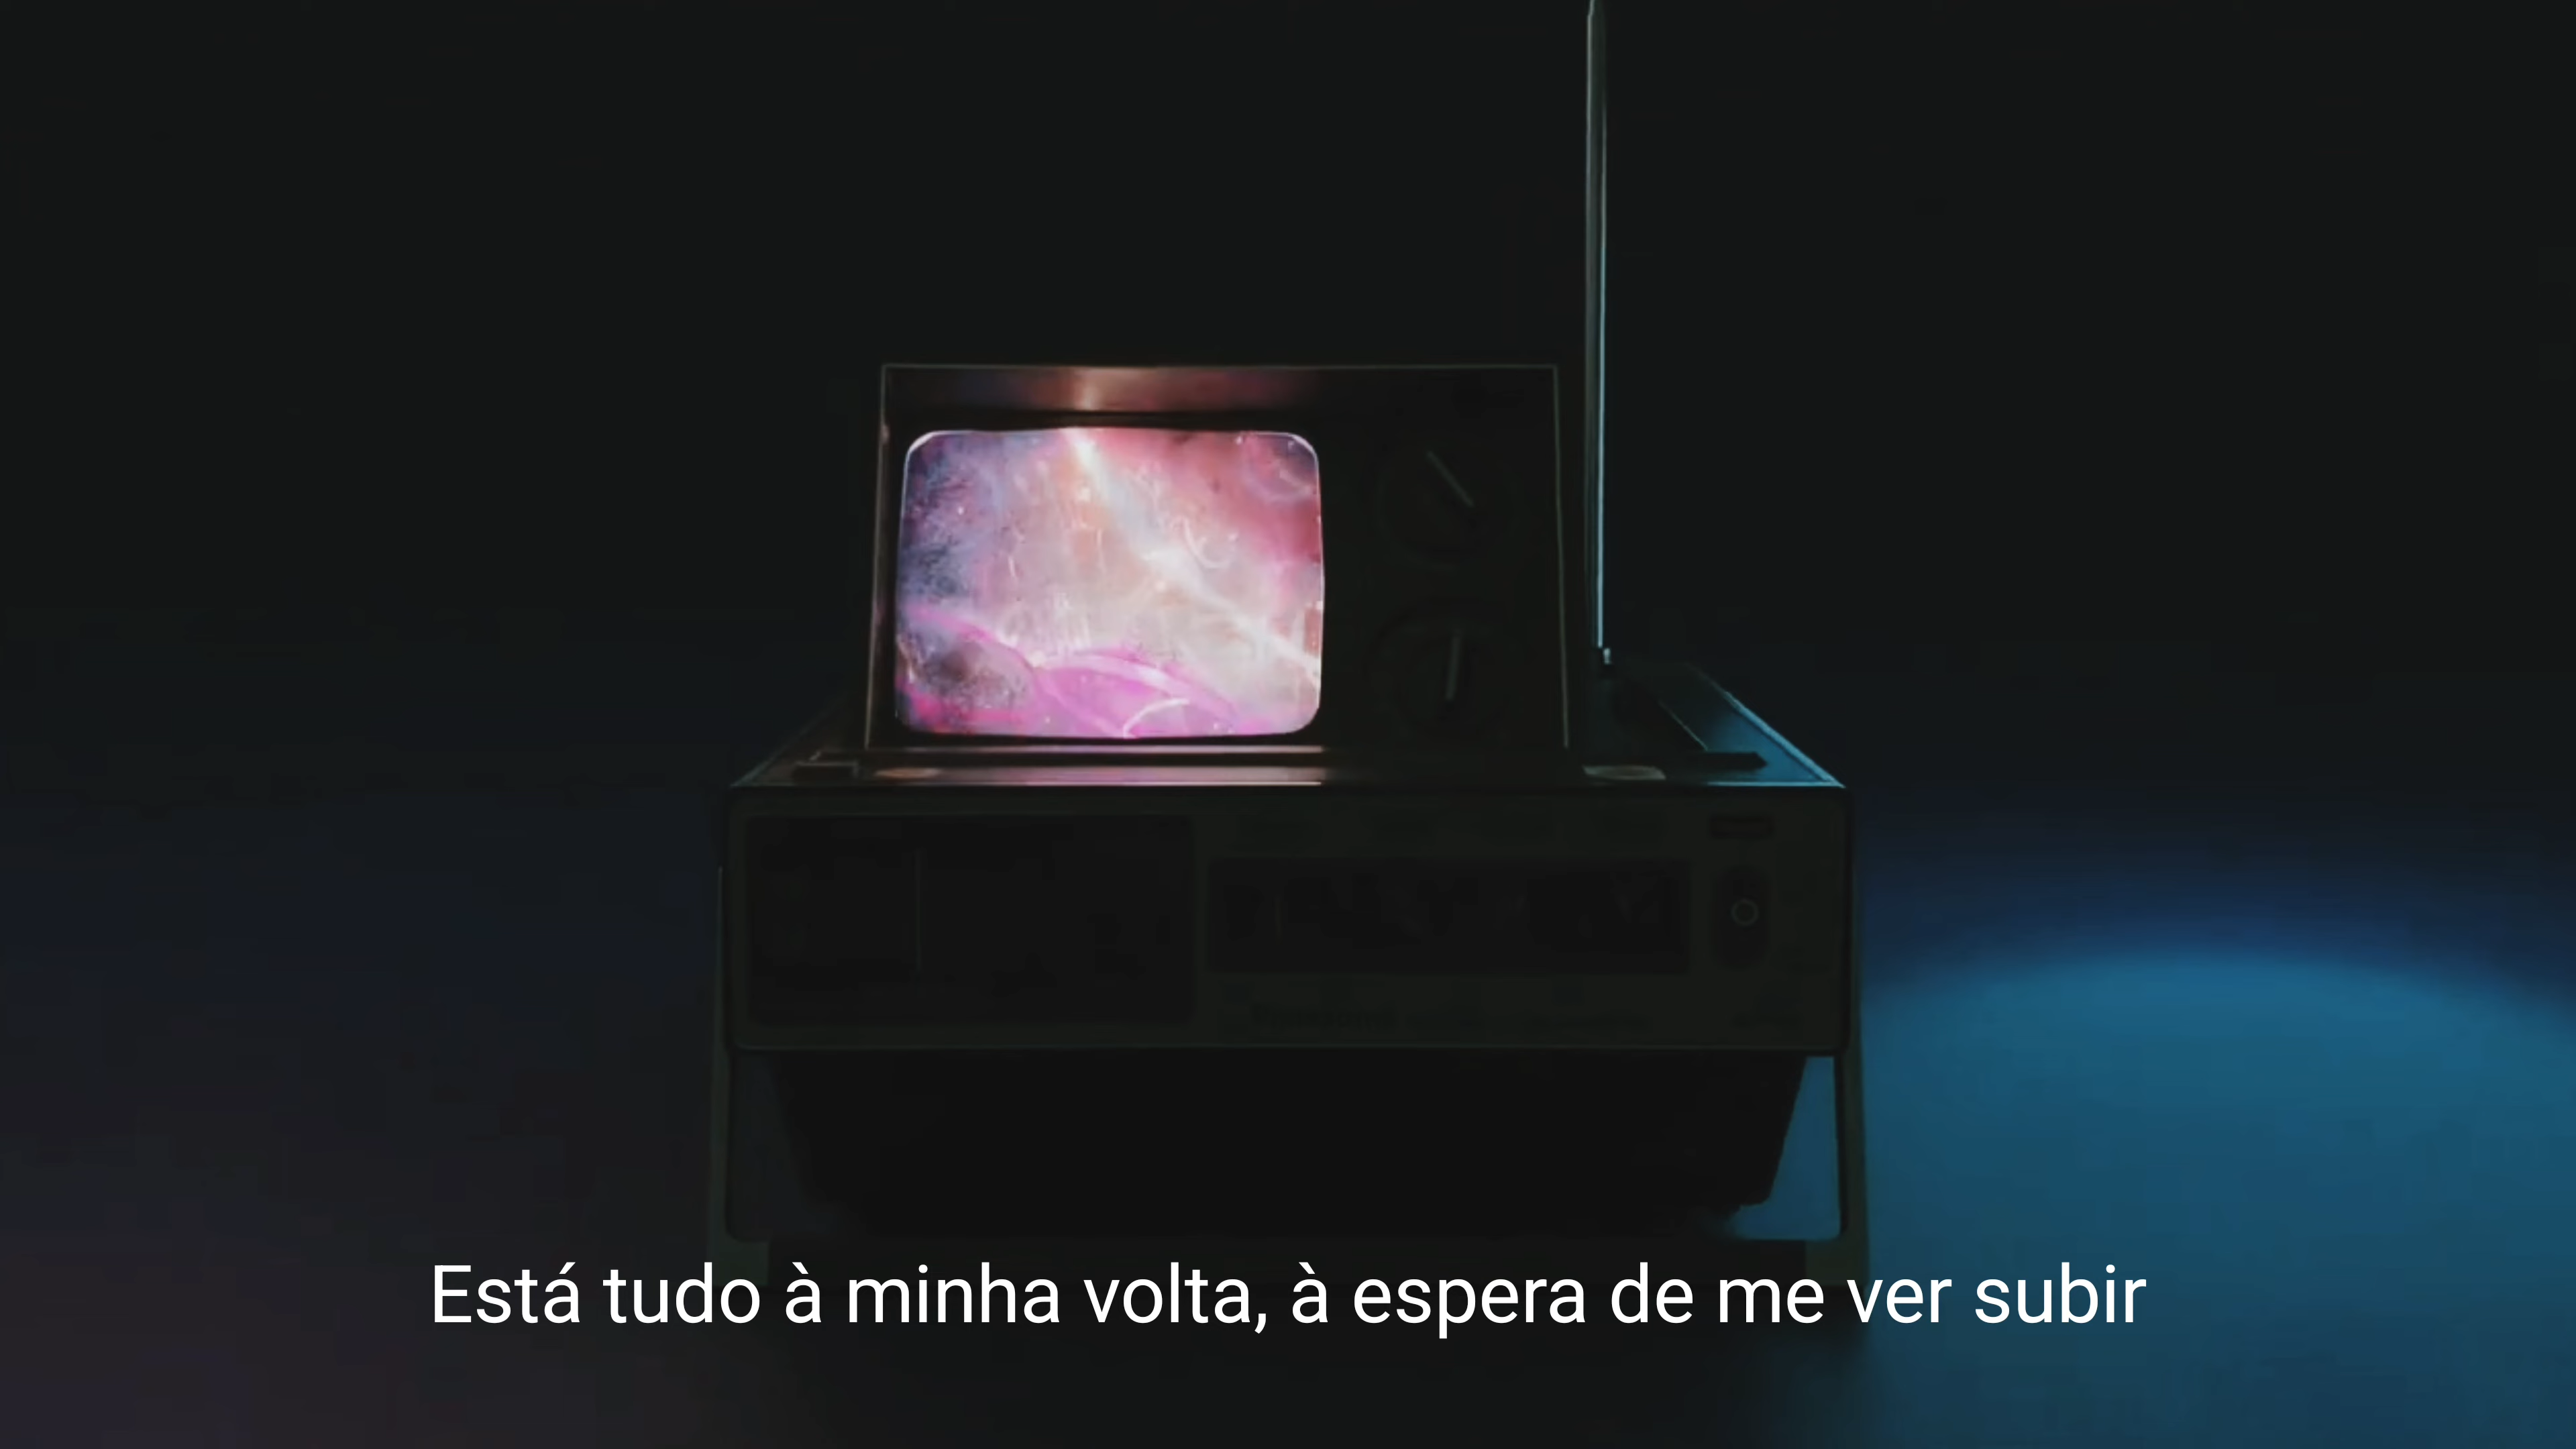 Está tudo à minha volta, à espera de me ver subir